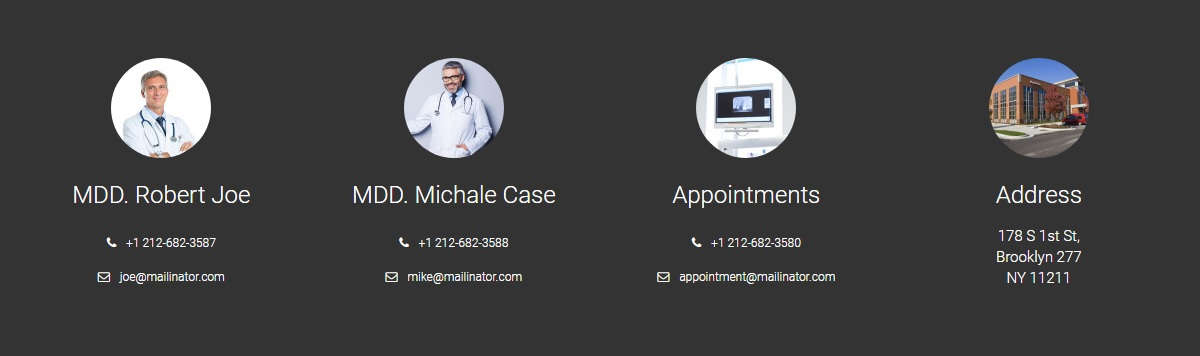 MDD. Robert Joe
+1 212-682-3587
joe@mailinator.com
MDD. Michale Case
+1 212-682-3588
mike@mailinator.com
Appointments
+1 212-682-3580
appointment@mailinator.com
Address
178 S 1st St,
Brooklyn 277
NY 11211